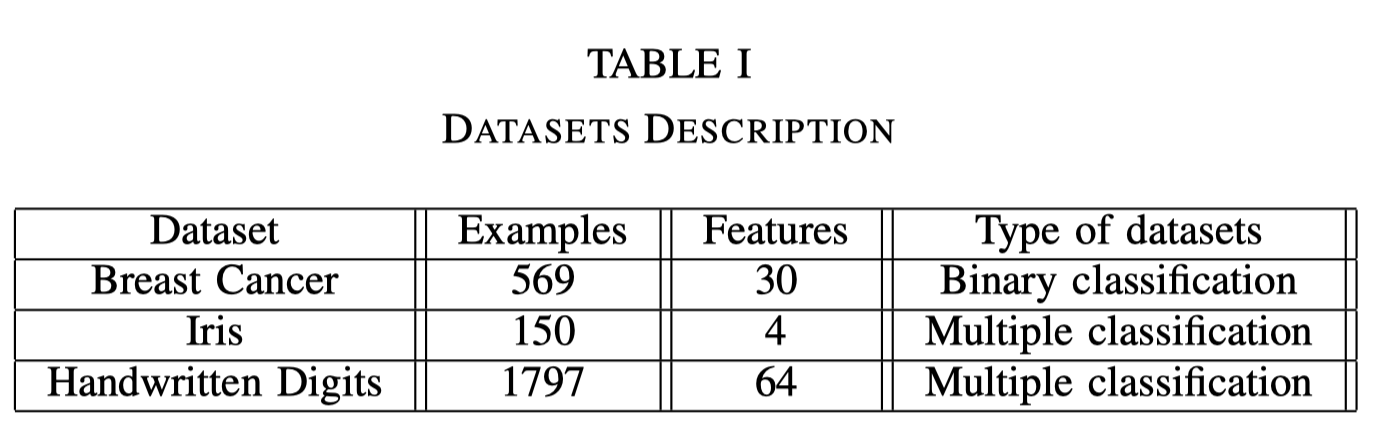 TABLE I
DATASETS DESCRIPTION
Dataset Examples Features Type of datasets
Breast Cancer 569 30 Binary classification
Iris 150 4 Multiple classification
Handwritten Digits 1797 64 Multiple classification